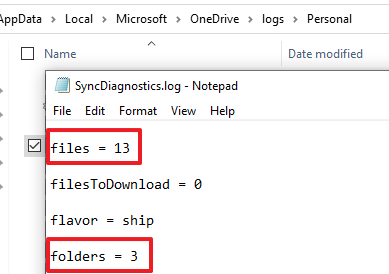 AppData > Local > Microsoft > OneDrive > logs > Personal
Name
Date modified
SyncDiagnostics.log - Notepad
File Edit Format View Help
files = 13
filesToDownload = 0
flavor = ship
folders = 3